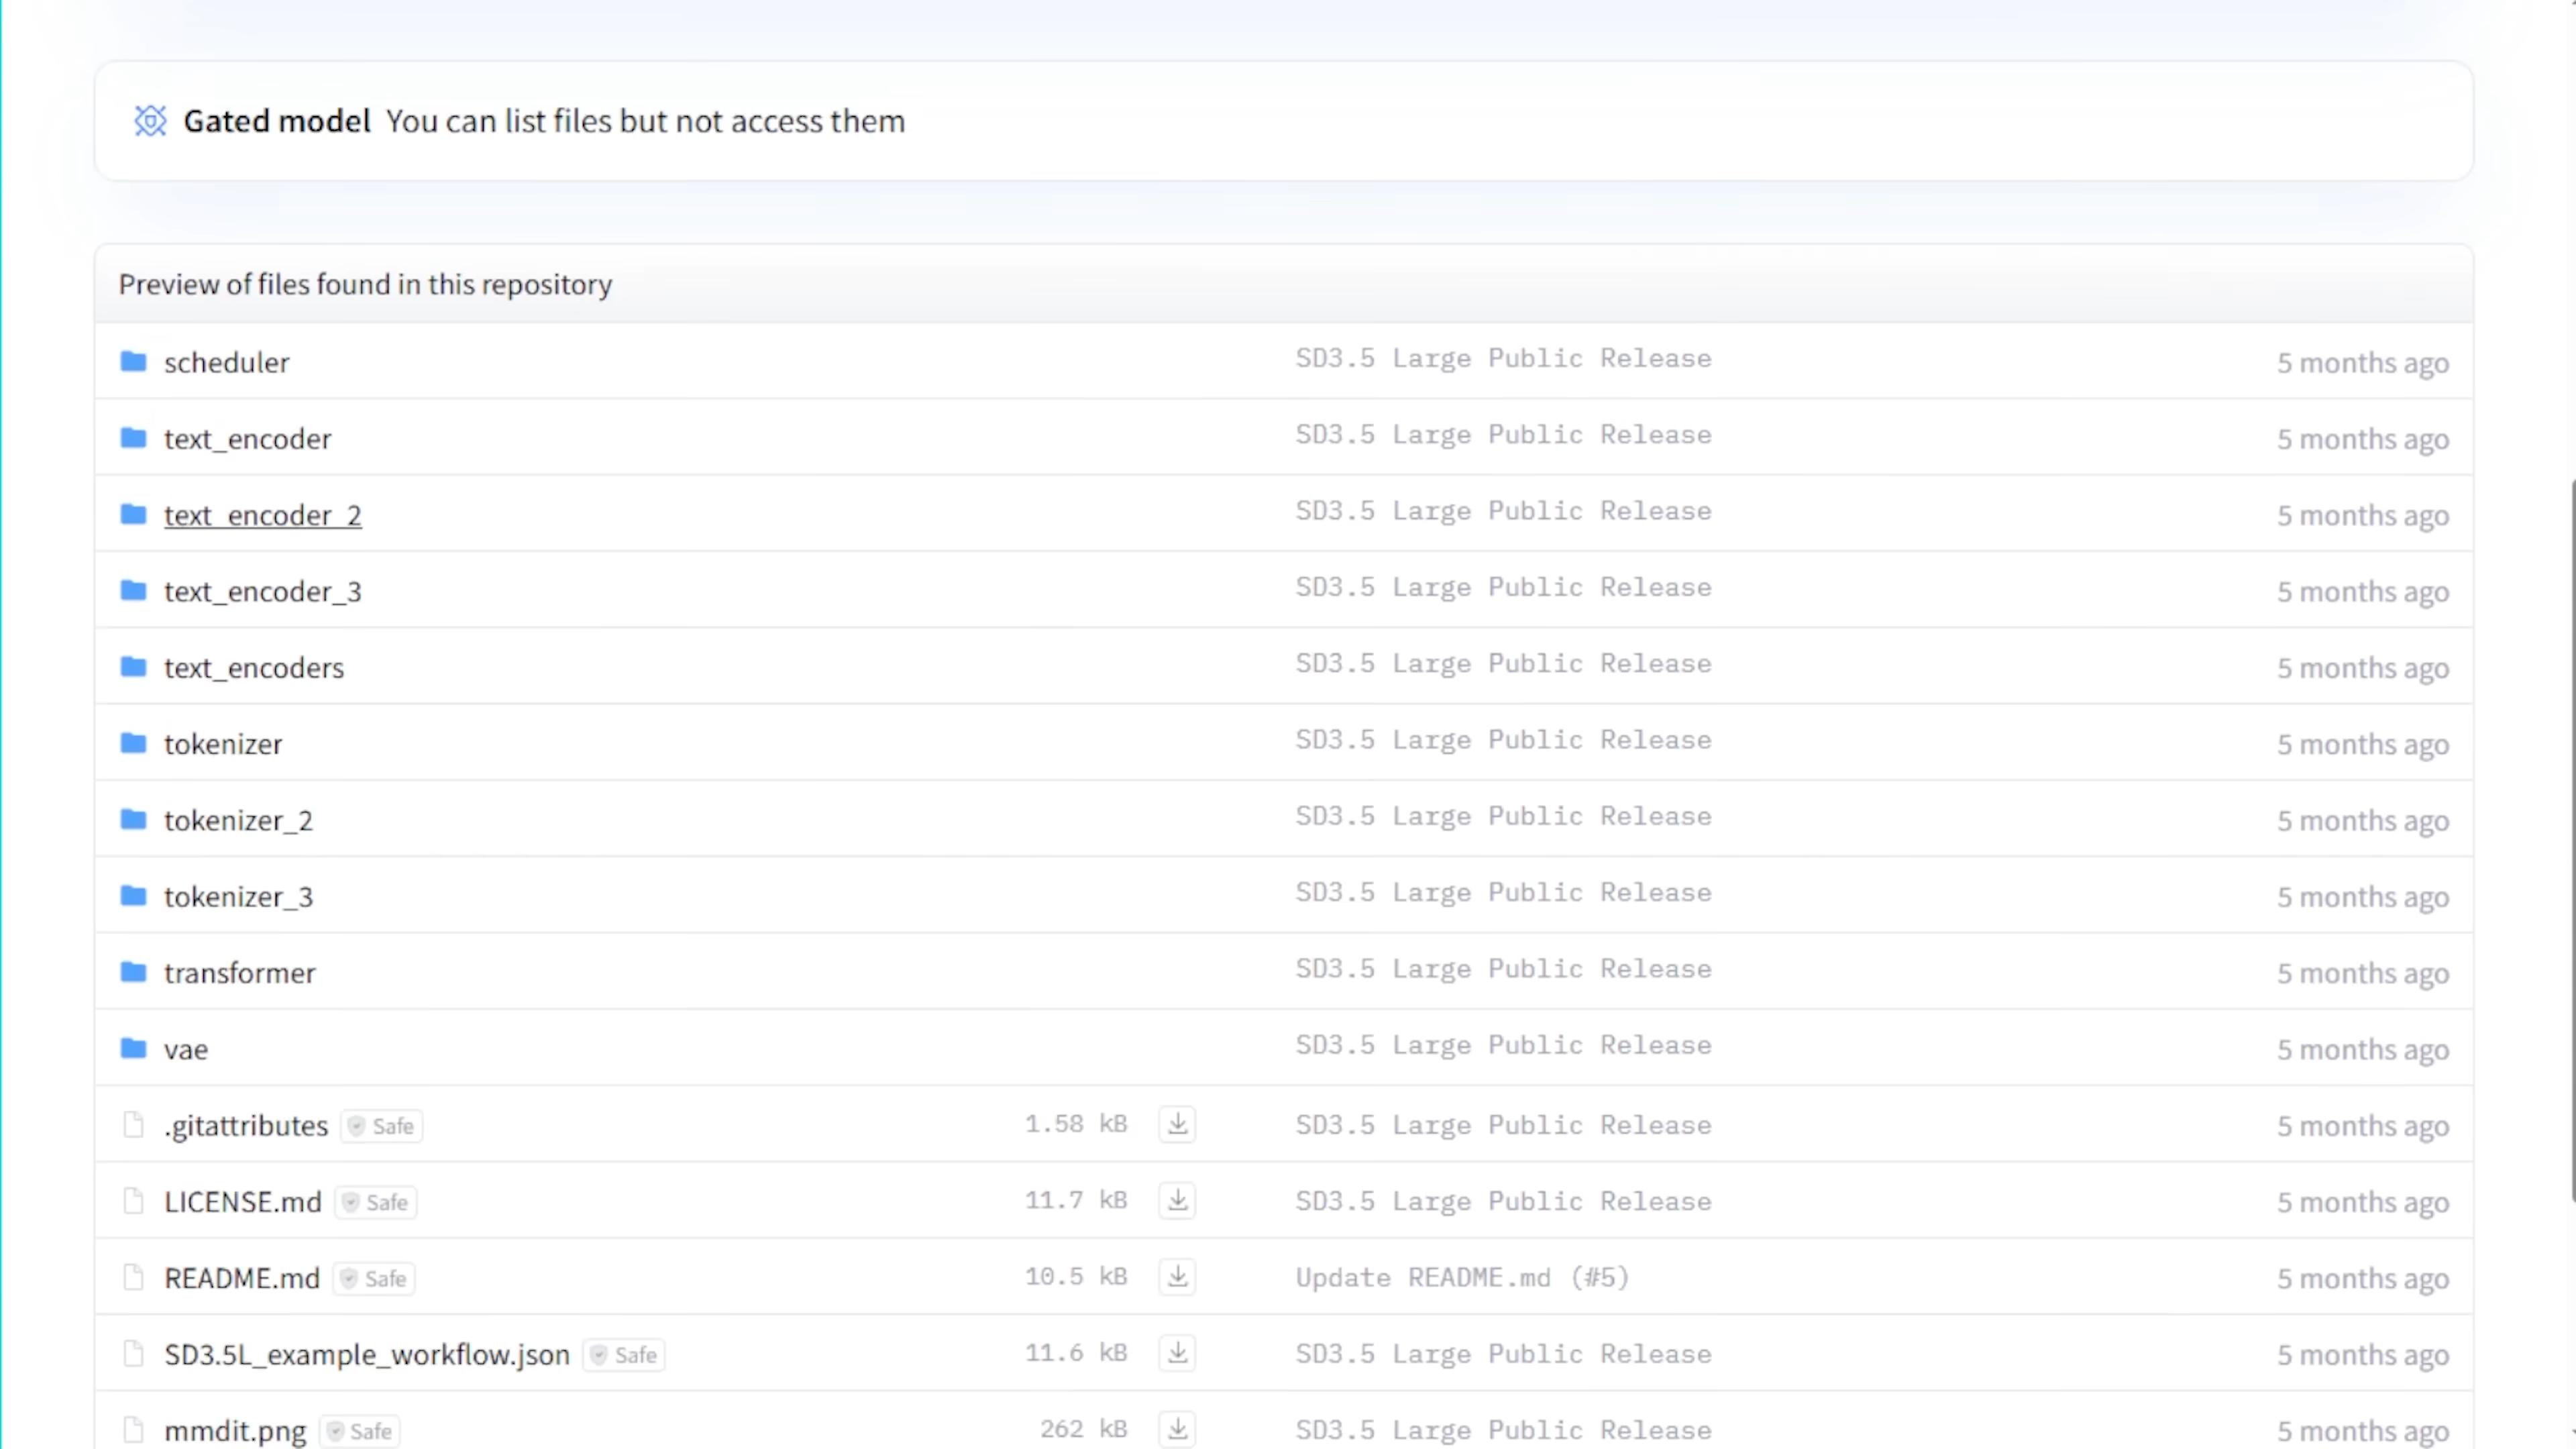 Gated model You can list files but not access them
Preview of files found in this repository
scheduler SD3.5 Large Public Release 5 months ago
text_encoder SD3.5 Large Public Release 5 months ago
text_encoder_2 SD3.5 Large Public Release 5 months ago
text_encoder_3 SD3.5 Large Public Release 5 months ago
text_encoders SD3.5 Large Public Release 5 months ago
tokenizer SD3.5 Large Public Release 5 months ago
tokenizer_2 SD3.5 Large Public Release 5 months ago
tokenizer_3 SD3.5 Large Public Release 5 months ago
transformer SD3.5 Large Public Release 5 months ago
vae SD3.5 Large Public Release 5 months ago
.gitattributes Safe 1.58 kB SD3.5 Large Public Release 5 months ago
LICENSE.md Safe 11.7 kB SD3.5 Large Public Release 5 months ago
README.md Safe 10.5 kB Update README.md (#5) 5 months ago
SD3.5L_example_workflow.json Safe 11.6 kB SD3.5 Large Public Release 5 months ago
mmdit.png Safe 262 kB SD3.5 Large Public Release 5 months ago